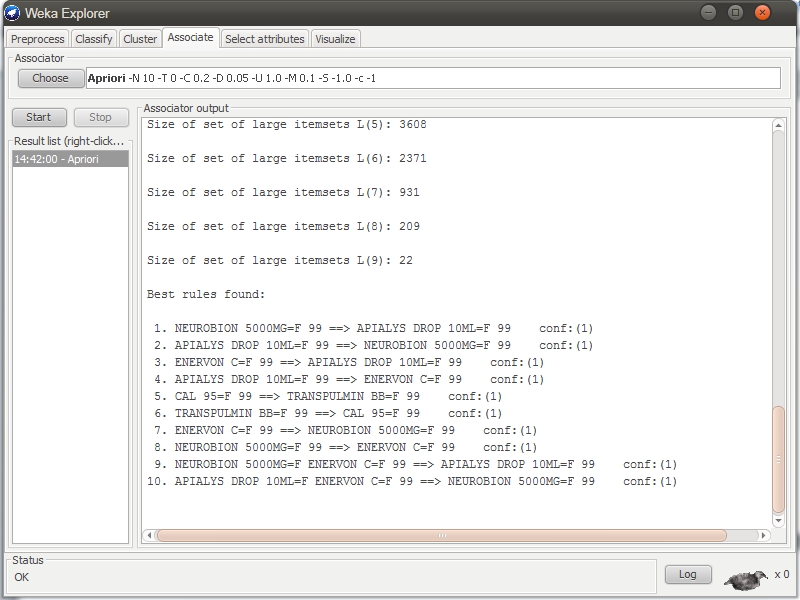 Weka Explorer
Preprocess Classify Cluster Associate Select attributes Visualize
Associator
Choose Apriori -N 10 -T 0 -C 0.2 -D 0.05 -U 1.0 -M 0.1 -S -1.0 -c -1
Start Stop
Result list (right-click...
14:42:00 - Apriori
Associator output
Size of set of large itemsets L(5): 3608
Size of set of large itemsets L(6): 2371
Size of set of large itemsets L(7): 931
Size of set of large itemsets L(8): 209
Size of set of large itemsets L(9): 22
Best rules found:
1. NEUROBION 5000MG=F 99 ==> APIALYS DROP 10ML=F 99 conf:(1)
2. APIALYS DROP 10ML=F 99 ==> NEUROBION 5000MG=F 99 conf:(1)
3. ENERVON C=F 99 ==> APIALYS DROP 10ML=F 99 conf:(1)
4. APIALYS DROP 10ML=F 99 ==> ENERVON C=F 99 conf:(1)
5. CAL 95=F 99 ==> TRANSPULMIN BB=F 99 conf:(1)
6. TRANSPULMIN BB=F 99 ==> CAL 95=F 99 conf:(1)
7. ENERVON C=F 99 ==> NEUROBION 5000MG=F 99 conf:(1)
8. NEUROBION 5000MG=F 99 ==> ENERVON C=F 99 conf:(1)
9. NEUROBION 5000MG=F ENERVON C=F 99 ==> APIALYS DROP 10ML=F 99 conf:(1)
10. APIALYS DROP 10ML=F ENERVON C=F 99 ==> NEUROBION 5000MG=F 99 conf:(1)
Status
OK
Log
x 0